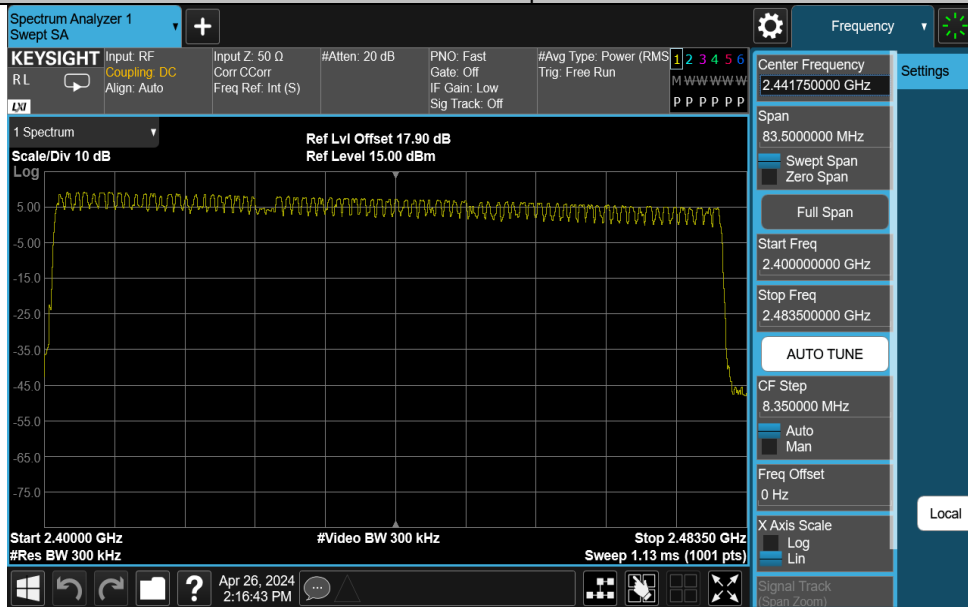 Spectrum Analyzer 1
Swept SA
+
Frequency
KEYSIGHT
R L
LXI
Input: RF
Coupling: DC
Align: Auto
Input Z: 50 Ω
Corr CCorr
Freq Ref: Int (S)
#Atten: 20 dB
PNO: Fast
Gate: Off
IF Gain: Low
Sig Track: Off
#Avg Type: Power (RMS
Trig: Free Run
1 2 3 4 5 6
M W W W W W
P P P P P P
1 Spectrum
Scale/Div 10 dB
Log
Ref Lvl Offset 17.90 dB
Ref Level 15.00 dBm
5.00
-5.00
-15.0
-25.0
-35.0
-45.0
-55.0
-65.0
-75.0
Start 2.40000 GHz
#Res BW 300 kHz
#Video BW 300 kHz
Stop 2.48350 GHz
Sweep 1.13 ms (1001 pts)
?
Apr 26, 2024
2:16:43 PM
Center Frequency
2.441750000 GHz
Span
83.5000000 MHz
Swept Span
Zero Span
Full Span
Start Freq
2.400000000 GHz
Stop Freq
2.483500000 GHz
AUTO TUNE
CF Step
8.350000 MHz
Auto
Man
Freq Offset
0 Hz
X Axis Scale
Log
Lin
Signal Track
(Span Zoom)
Settings
Local